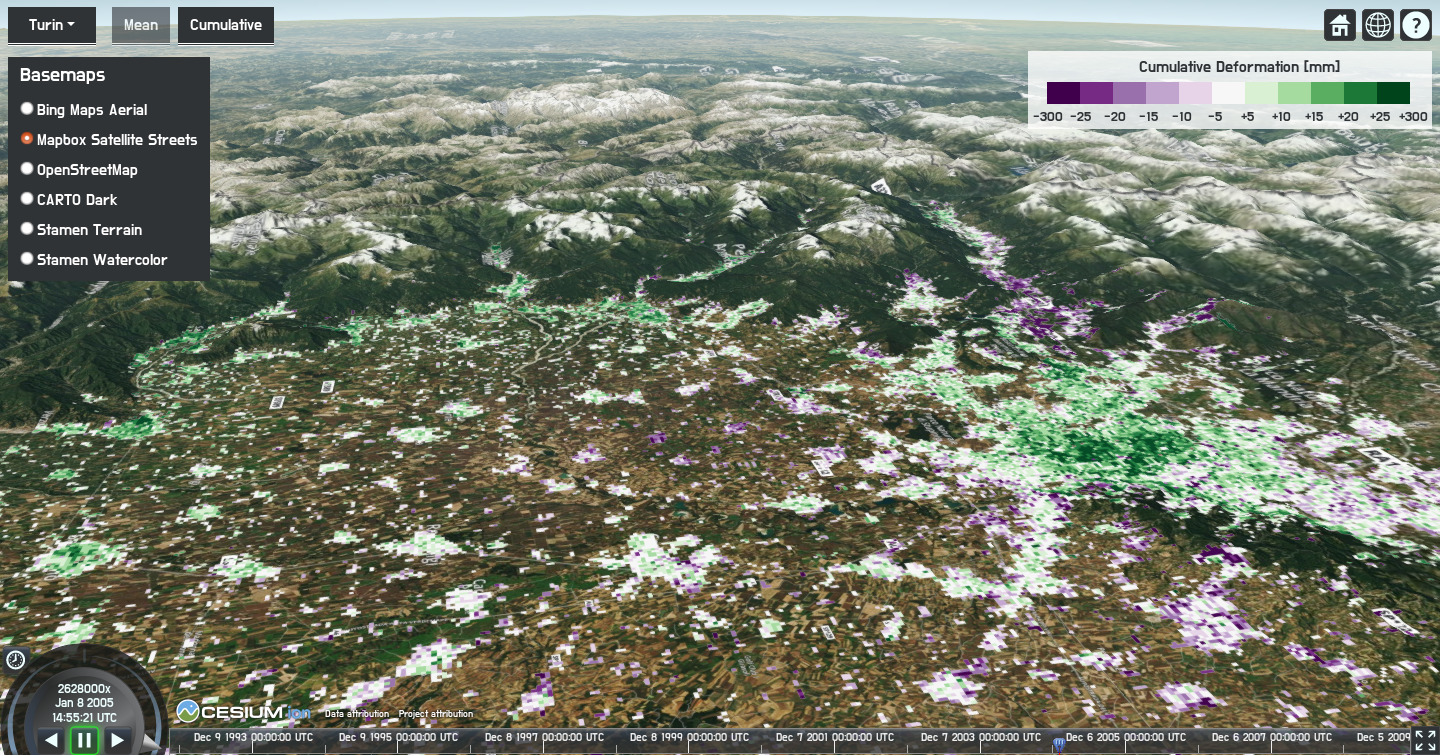 Turin
Mean
Cumulative
Basemaps
Bing Maps Aerial
Mapbox Satellite Streets
OpenStreetMap
CARTO Dark
Stamen Terrain
Stamen Watercolor
?
Cumulative Deformation [mm]
-300 -25 -20 -15 -10 -5 +5 +10 +15 +20 +25 +300
2628000x
Jan 8 2005
14:55:21 UTC
CESIUM ion Data attribution Project attribution
Dec 9 1993 00:00:00 UTC Dec 9 1995 00:00:00 UTC Dec 8 1997 00:00:00 UTC Dec 8 1999 00:00:00 UTC Dec 7 2001 00:00:00 UTC Dec 7 2003 00:00:00 UTC Dec 6 2005 00:00:00 UTC Dec 6 2007 00:00:00 UTC Dec 5 2009